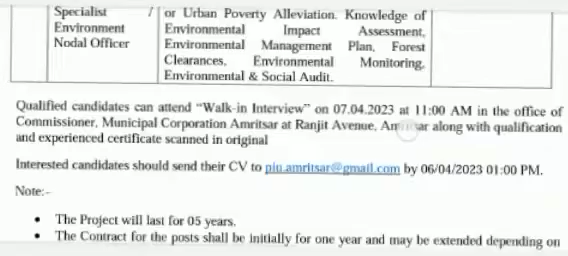 Specialist / or Urban Poverty Alleviation. Knowledge of
Environment Environmental Impact Assessment,
Nodal Officer Environmental Management Plan, Forest
Clearances, Environmental Monitoring,
Environmental & Social Audit.
Qualified candidates can attend “Walk-in Interview” on 07.04.2023 at 11:00 AM in the office of
Commissioner, Municipal Corporation Amritsar at Ranjit Avenue, Amritsar along with qualification
and experienced certificate scanned in original
Interested candidates should send their CV to piu.amritsar@gmail.com by 06/04/2023 01:00 PM.
Note:-
• The Project will last for 05 years.
• The Contract for the posts shall be initially for one year and may be extended depending on